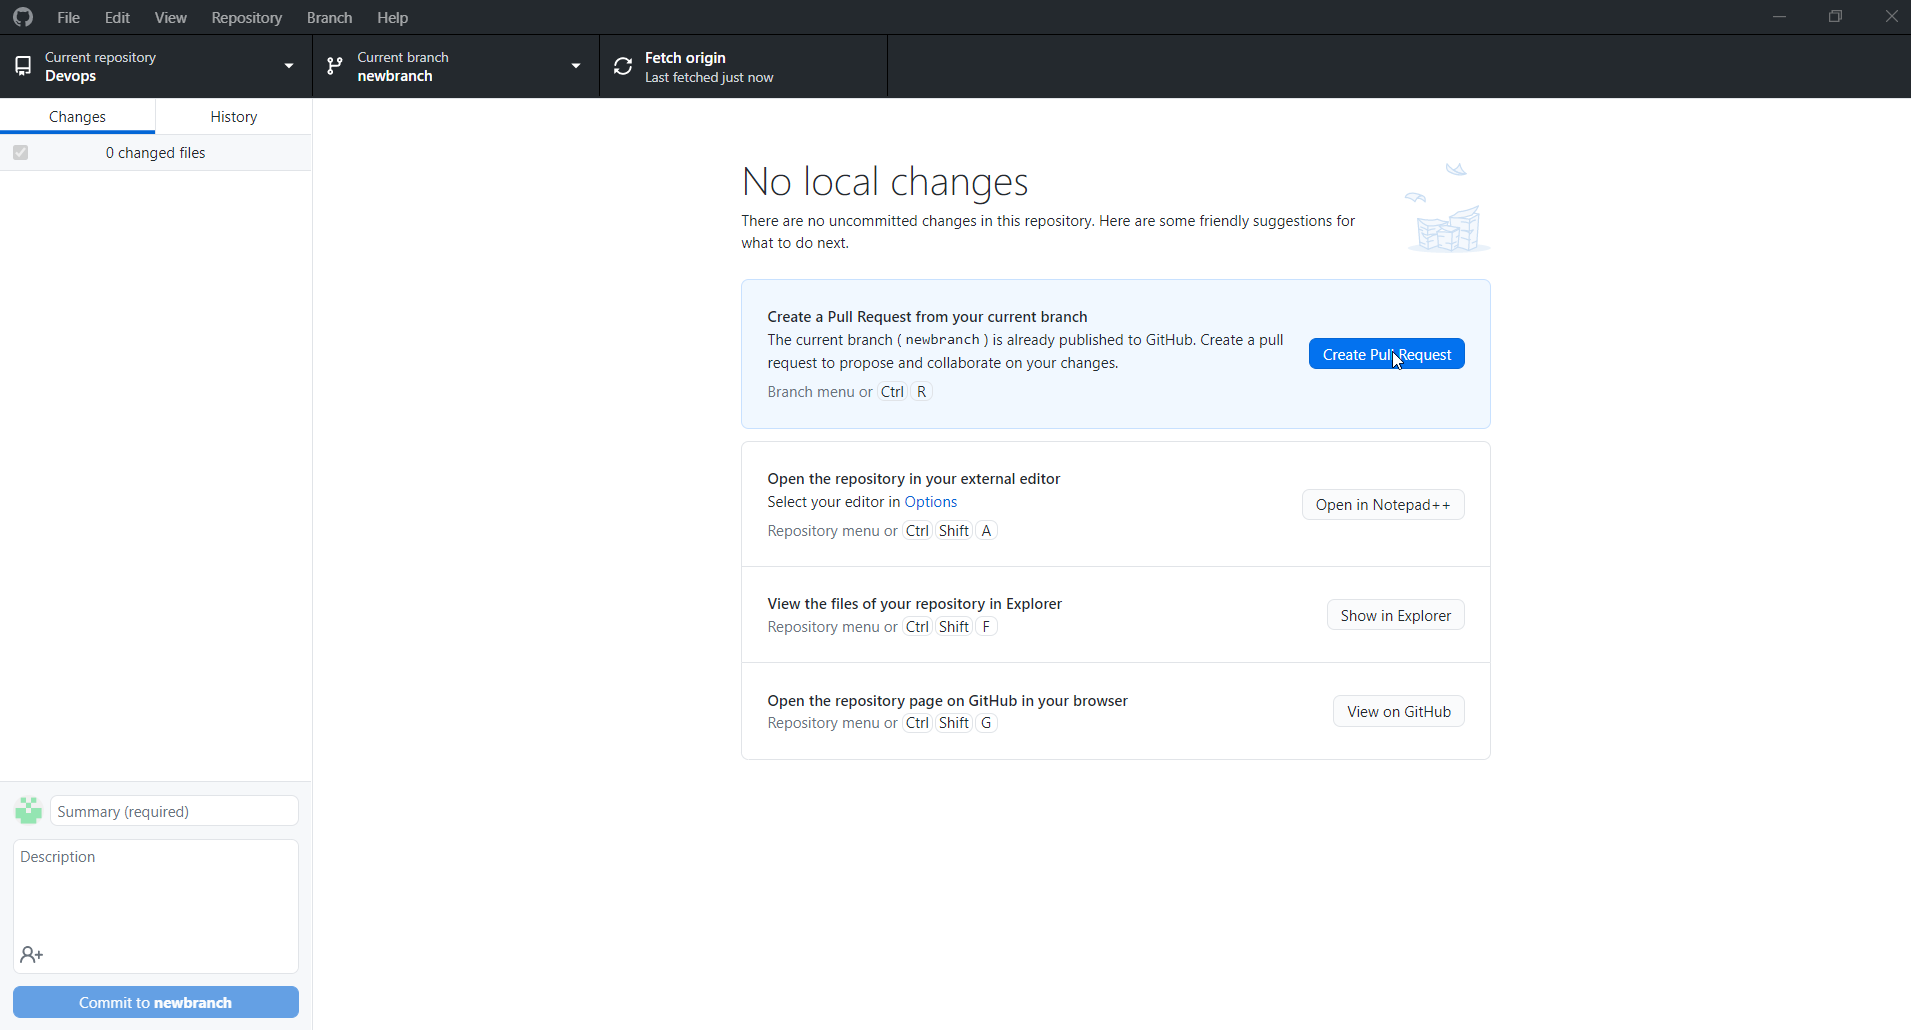 File Edit View Repository Branch Help
Current repository
Devops
Current branch
newbranch
Fetch origin
Last fetched just now
Changes History
0 changed files
No local changes
There are no uncommitted changes in this repository. Here are some friendly suggestions for
what to do next.
Create a Pull Request from your current branch
The current branch ( newbranch ) is already published to GitHub. Create a pull
request to propose and collaborate on your changes.
Branch menu or Ctrl R
Create Pull Request
Open the repository in your external editor
Select your editor in Options
Repository menu or Ctrl Shift A
Open in Notepad++
View the files of your repository in Explorer
Repository menu or Ctrl Shift F
Show in Explorer
Open the repository page on GitHub in your browser
Repository menu or Ctrl Shift G
View on GitHub
Summary (required)
Description
Commit to newbranch